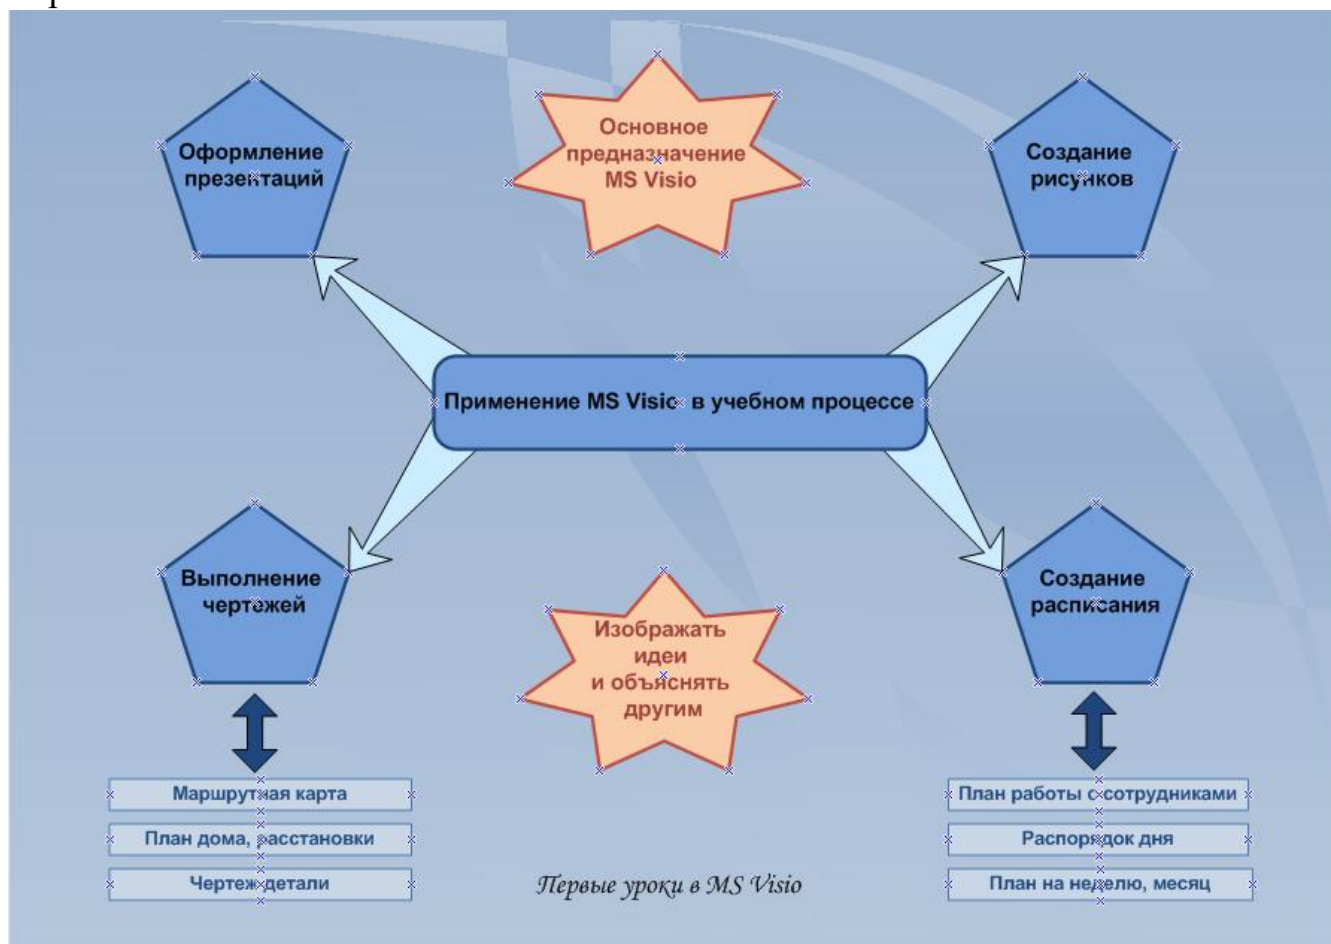 Оформление
презентаций
Основное
предназначение
MS Visio
Создание
рисунков
Применение MS Visio в учебном процессе
Выполнение
чертежей
Изображать
идеи
и объяснять
другим
Создание
расписания
Маршрутная карта
План дома, расстановки
Чертеж детали
План работы с сотрудниками
Распорядок дня
План на неделю, месяц
Первые уроки в MS Visio